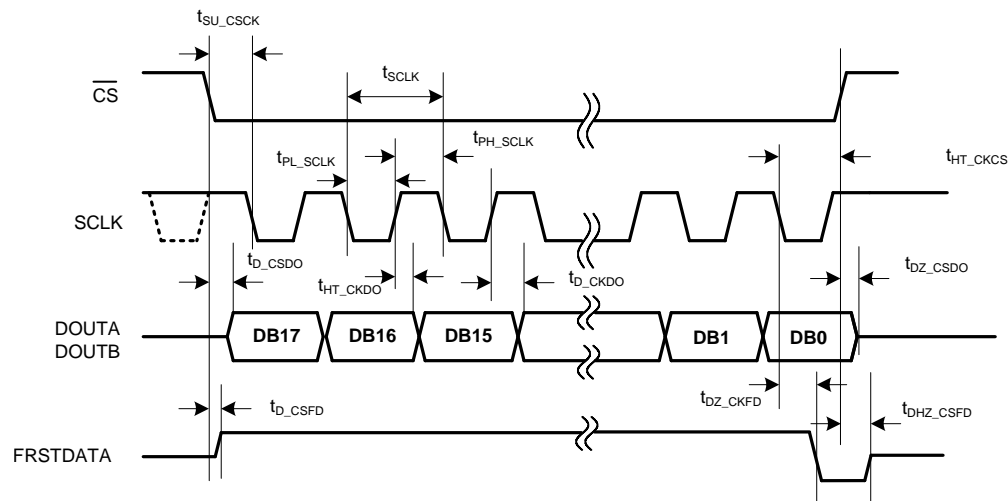 tSU_CSCK
CS
tSCLK
tPH_SCLK
tPL_SCLK
tHT_CKCS
SCLK
tD_CSDO
tHT_CKDO
tD_CKDO
tDZ_CSDO
DOUTA
DOUTB
DB17
DB16
DB15
DB1
DB0
tD_CSFD
tDZ_CKFD
tDHZ_CSFD
FRSTDATA